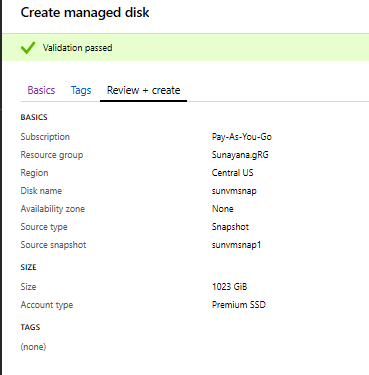 Create managed disk
Validation passed
Basics Tags Review + create
BASICS
Subscription Pay-As-You-Go
Resource group Sunayana.gRG
Region Central US
Disk name sunvmsnap
Availability zone None
Source type Snapshot
Source snapshot sunvmsnap1
SIZE
Size 1023 GiB
Account type Premium SSD
TAGS
(none)